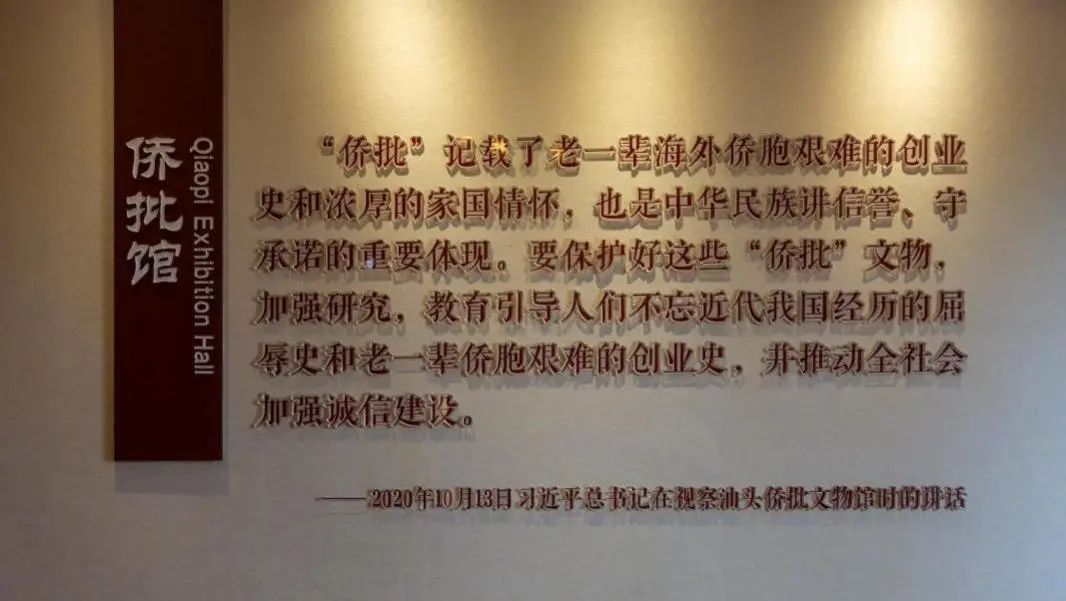 侨批馆
Qiaopi Exhibition Hall
“侨批”记载了老一辈海外侨胞艰难的创业
史和浓厚的家国情怀，也是中华民族讲信誉、守
承诺的重要体现。要保护好这些“侨批”文物，
加强研究，教育引导人们不忘近代我国经历的屈
辱史和老一辈侨胞艰难的创业史，并推动全社会
加强诚信建设。
——2020年10月13日习近平总书记在视察汕头侨批文物馆时的讲话